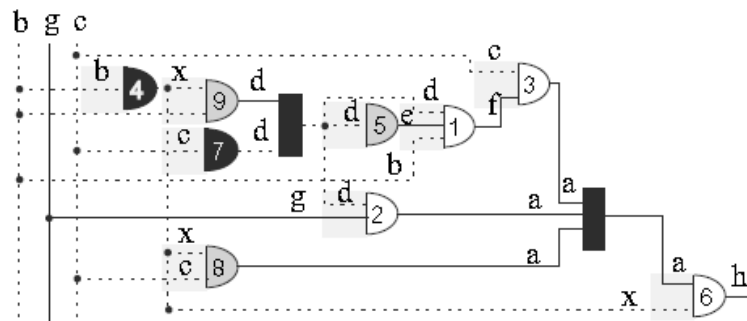 b g c
c
b 4 x 9 d
3
d 5 e d 1 f
c 7 d
b
g d 2 a a
x
c 8 a
a 6 h
x